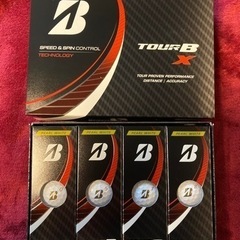 B
SPEED & SPIN CONTROL
TECHNOLOGY
TOUR B
X
TOUR PROVEN PERFORMANCE
DISTANCE / ACCURACY
B B B B